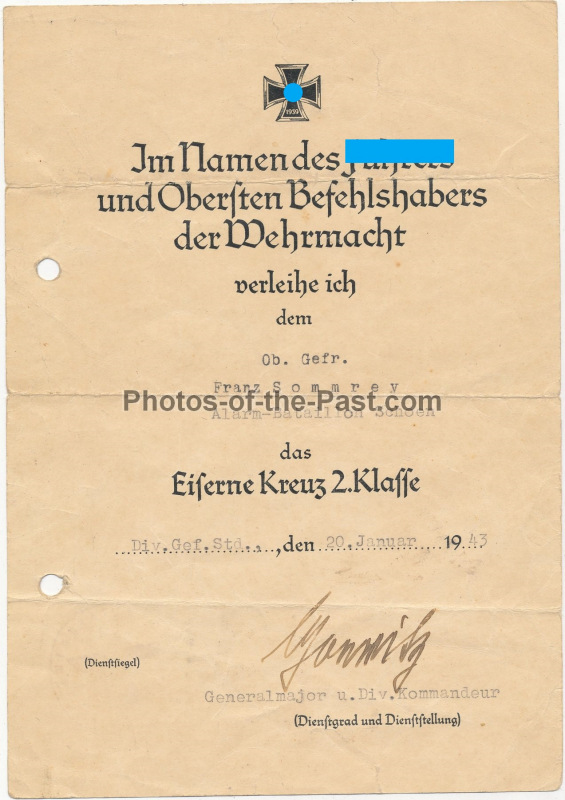 1939
Im Namen des
und Obersten Befehlshabers
der Wehrmacht
verleihe ich
dem
Ob. Gefr.
Franz Sommrey
Photos-of-the-Past.com
Alarm-Bataillon Schoen
das
Eiserne Kreuz 2. Klasse
Div.Gef.Std., den 20. Januar 1943
(Dienstsiegel)
Generalmajor u. Div. Kommandeur
(Dienstgrad und Dienststellung)